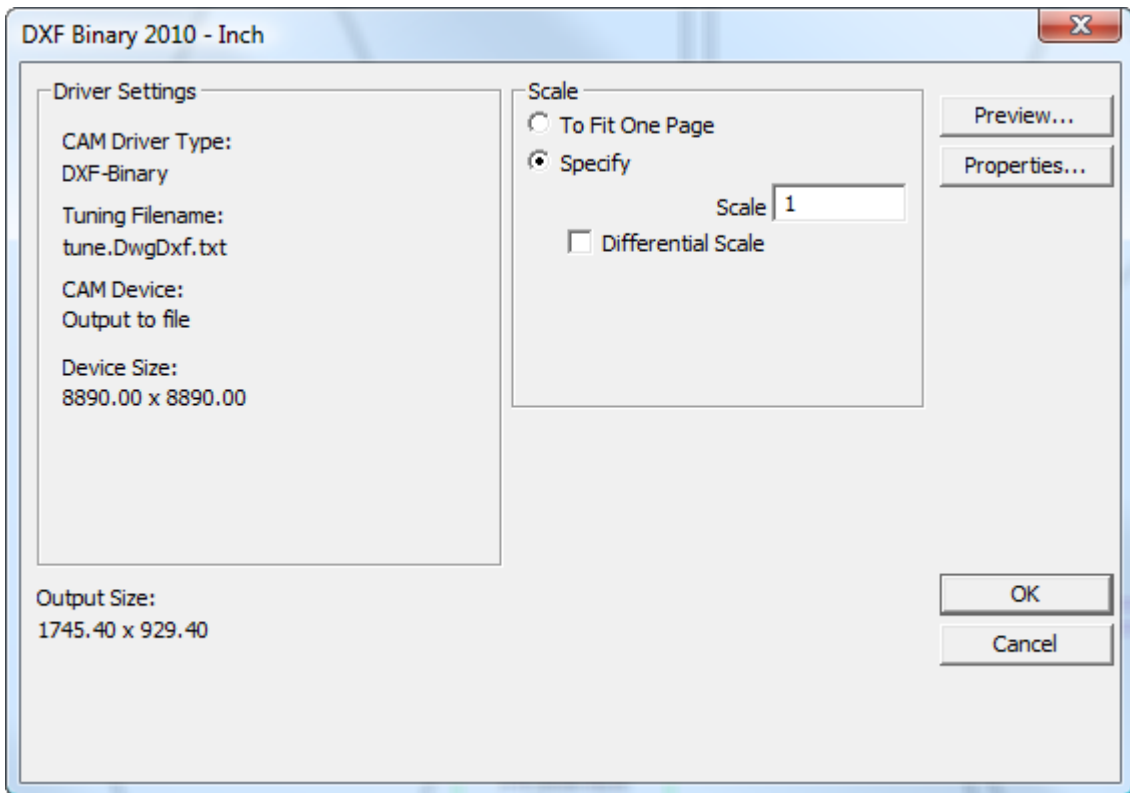 DXF Binary 2010 - Inch
Driver Settings
CAM Driver Type:
DXF-Binary
Tuning Filename:
tune.DwgDxf.txt
CAM Device:
Output to file
Device Size:
8890.00 x 8890.00
Scale
To Fit One Page
Specify
Scale 1
Differential Scale
Preview...
Properties...
Output Size:
1745.40 x 929.40
OK
Cancel